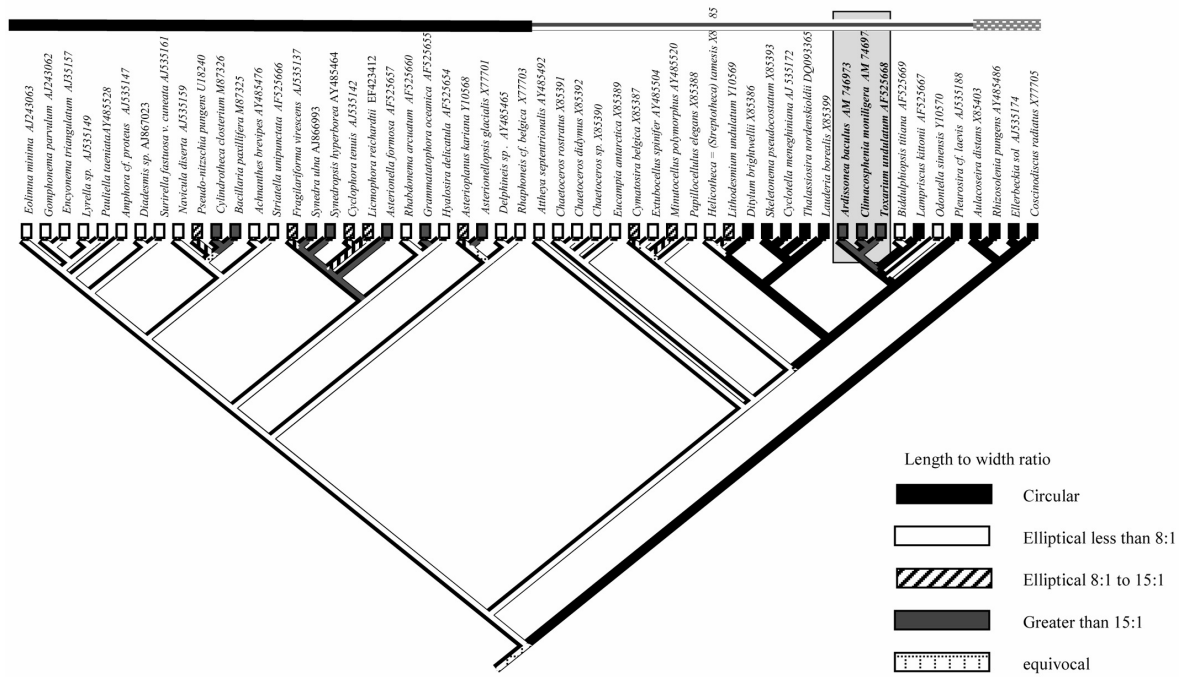 Eolimna minima AJ243063
Gomphonema parvulum AJ243062
Encyonema triangulatum AJ35157
Lyrella sp. AJ535149
Pauliella taeniataAY485528
Amphora cf. proteus AJ535147
Diadesmis sp. AJ867023
Surirella fastuosa v. cuneata AJ535161
Navicula diserta AJ535159
Pseudo-nitzschia pungens U18240
Cylindrotheca closterium M87326
Bacillaria paxillifera M87325
Achnanthes brevipes AY485476
Striatella unipunctata AF525666
Fragilariforma virescens AJ535137
Synedra ulna AJ866993
Synedropsis hyperborea AY485464
Cyclophora tenuis AJ535142
Licmophora reichardtii EF423412
Asterionella formosa AF525657
Rhabdonema arcuatum AF525660
Grammatophora oceanica AF525655
Hyalosira delicatula AF525654
Asterioplanus kariana Y10568
Asterionellopsis glacialis X77701
Delphineis sp. AY485465
Rhaphoneis cf. belgica X77703
Attheya septentrionalis AY485492
Chaetoceros rostratus X85391
Chaetoceros didymus X85392
Chaetoceros sp. X85390
Eucampia antarctica X85389
Cymatosira belgica X85387
Extubocellus spinifer AY485504
Minutocellus polymorphus AY485520
Papillocellulus elegans X85388
Helicotheca = (Streptotheca) tamesis X8 85
Lithodesmium undulatum Y10569
Ditylum brightwellii X85386
Skeletonema pseudocostatum X85393
Cyclotella meneghiniana AJ 535172
Thalassiosira nordenskioldii DQ093365
Lauderia borealis X85399
Ardissonea baculus AM 746973
Climacosphenia moniligera AM 74697
Toxarium undulatum AF525668
Biddulphiopsis titiana AF525669
Lampriscus kittonii AF525667
Odontella sinensis Y10570
Pleurosira cf. laevis AJ535188
Aulacoseira distans X85403
Rhizosolenia pungens AY485486
Ellerbeckia sol AJ535174
Coscinodiscus radiatus X77705
Length to width ratio
Circular
Elliptical less than 8:1
Elliptical 8:1 to 15:1
Greater than 15:1
equivocal